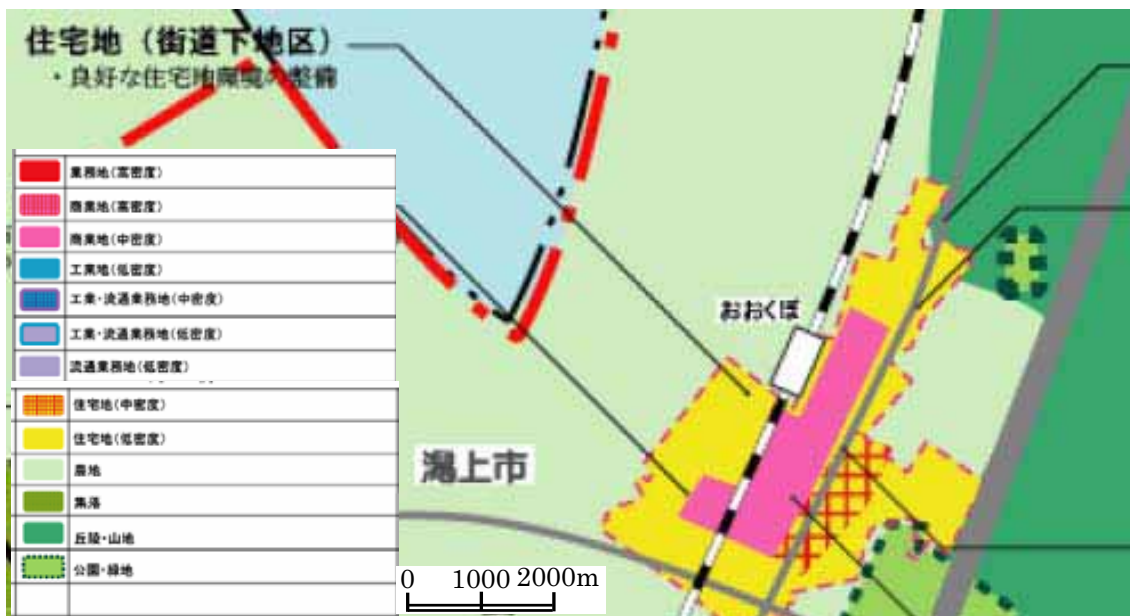 住宅地（街道下地区）
・良好な住宅地環境の整備
業務地(高密度)
商業地(高密度)
商業地(中密度)
工業地(低密度)
工業・流通業務地(中密度)
工業・流通業務地(低密度)
流通業務地(低密度)
住宅地(中密度)
住宅地(低密度)
農地
集落
丘陵・山地
公園・緑地
おおくぼ
潟上市
0 1000 2000m